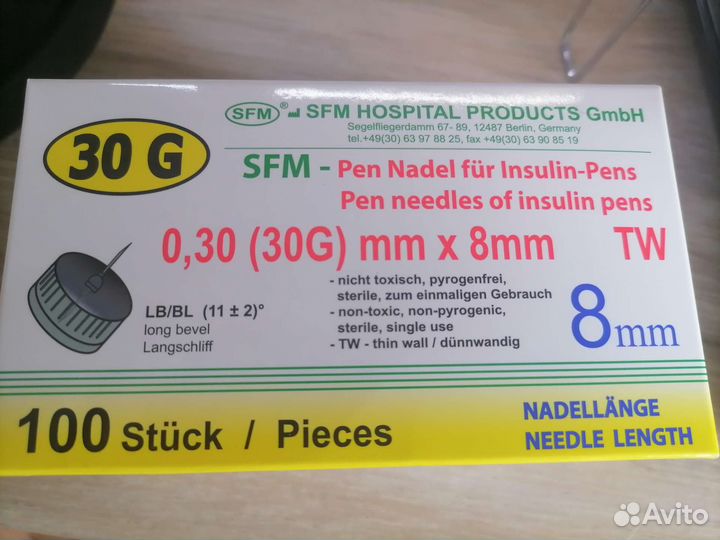 SFM® SFM HOSPITAL PRODUCTS GmbH
Segelfliegerdamm 67- 89, 12487 Berlin, Germany
tel.+49(30) 63 97 88 25, fax +49(30) 63 90 85 19
30 G
SFM - Pen Nadel für Insulin-Pens
Pen needles of insulin pens
0,30 (30G) mm x 8mm TW
LB/BL (11 ± 2)°
long bevel
Langschliff
- nicht toxisch, pyrogenfrei,
sterile, zum einmaligen Gebrauch
- non-toxic, non-pyrogenic,
sterile, single use
- TW - thin wall / dünnwandig
8mm
100 Stück / Pieces
NADELLÄNGE
NEEDLE LENGTH
Avito